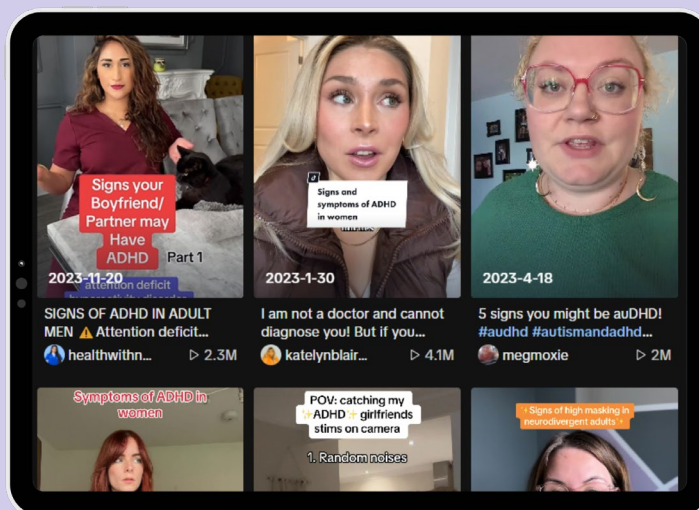 Signs your
Boyfriend/
Partner may
Have
ADHD
Part 1
2023-11-20
attention deficit
SIGNS OF ADHD IN ADULT
MEN ⚠️ Attention deficit...
healthwithn...
2.3M
Signs and
symptoms of ADHD
in women
2023-1-30
I am not a doctor and cannot
diagnose you! But if you...
katelynblair...
4.1M
2023-4-18
5 signs you might be auDHD!
#audhd #autismandadhd...
megmoxie
2M
Symptoms of ADHD in
women
POV: catching my
✨ADHD✨ girlfriends
stims on camera
1. Random noises
✨Signs of high masking in
neurodivergent adults✨